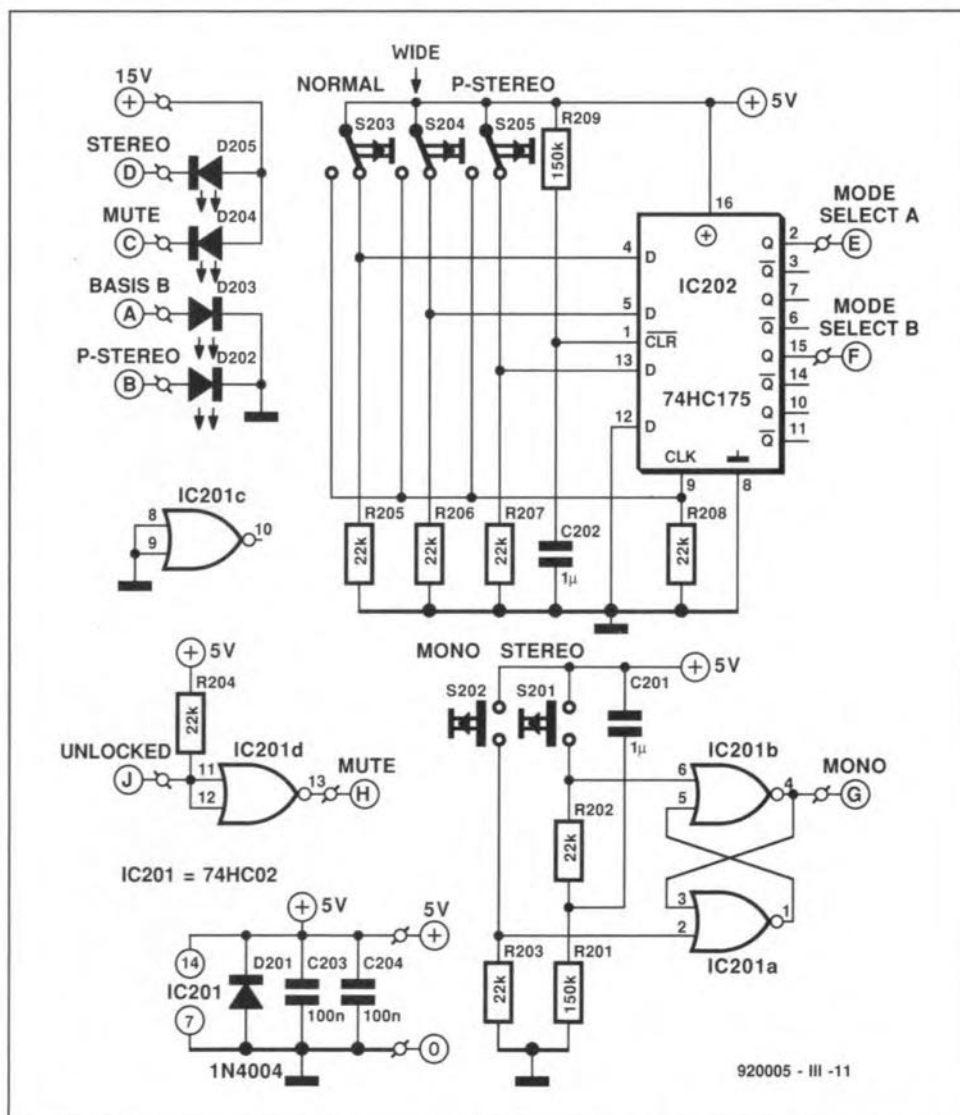 WIDE
NORMAL
P-STEREO
15V
+
5V
+
STEREO
D
D205
MUTE
C
D204
BASIS B
A
D203
P-STEREO
B
D202
S203
S204
S205
R209
150k
16
+
MODE
SELECT A
4
D
Q
2
E
Q
3
IC202
Q
7
5
D
Q
6
MODE
SELECT B
1
CLR
Q
15
F
13
D
Q
14
74HC175
Q
10
12
D
Q
11
CLK
9
8
R205
22k
R206
22k
R207
22k
C202
1µ
R208
22k
IC201c
8
9
10
5V
+
R204
22k
UNLOCKED
J
IC201d
11
12
13
MUTE
H
IC201 = 74HC02
MONO
STEREO
5V
+
S202
S201
C201
1µ
IC201b
6
5
4
MONO
G
R202
22k
3
2
1
IC201a
R203
22k
R201
150k
5V
+
5V
+
14
IC201
7
D201
C203
100n
C204
100n
0
1N4004
920005 - III -11